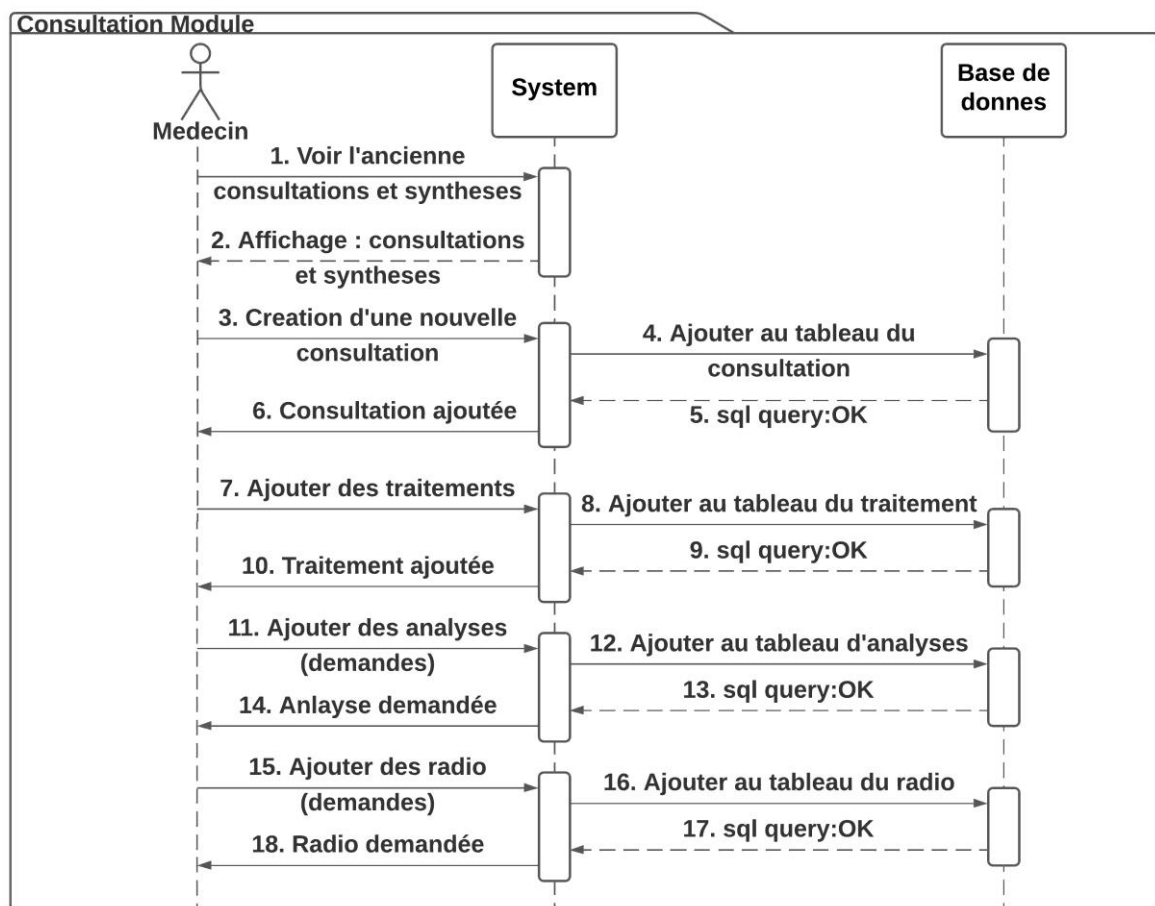 Consultation Module
Medecin
System
Base de
donnes
1. Voir l'ancienne
consultations et syntheses
2. Affichage : consultations
et syntheses
3. Creation d'une nouvelle
consultation
4. Ajouter au tableau du
consultation
5. sql query:OK
6. Consultation ajoutée
7. Ajouter des traitements
8. Ajouter au tableau du traitement
9. sql query:OK
10. Traitement ajoutée
11. Ajouter des analyses
(demandes)
12. Ajouter au tableau d'analyses
13. sql query:OK
14. Anlayse demandée
15. Ajouter des radio
(demandes)
16. Ajouter au tableau du radio
17. sql query:OK
18. Radio demandée